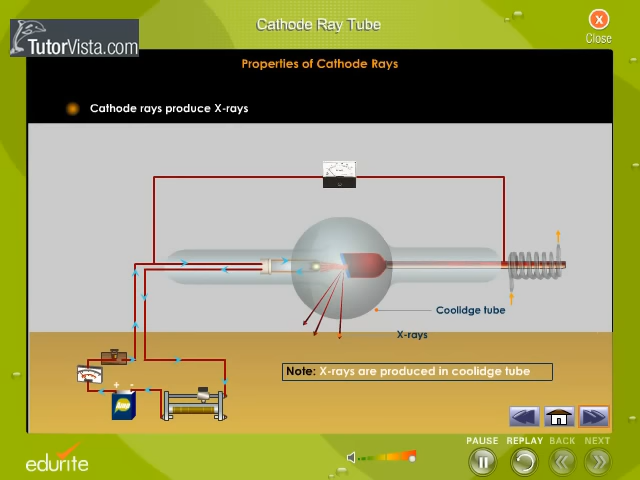 Cathode Ray Tube
X
Close
TutorVista.com
Properties of Cathode Rays
Cathode rays produce X-rays
Coolidge tube
X-rays
+ -
Note: X-rays are produced in coolidge tube
PAUSE REPLAY BACK NEXT
edurite